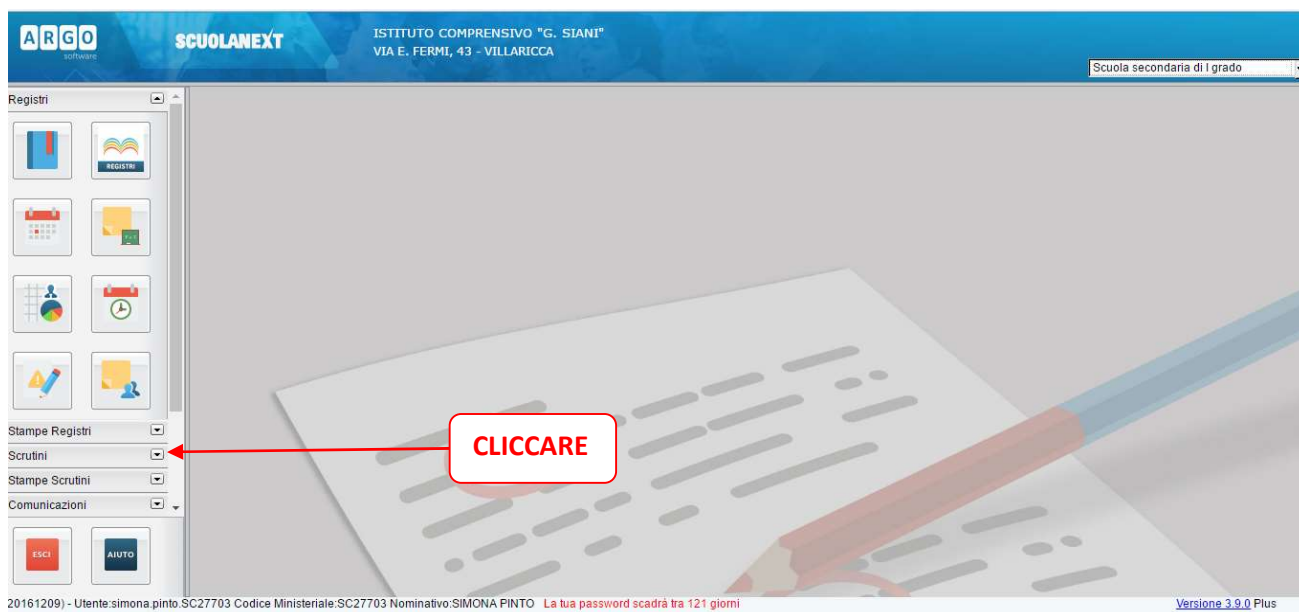 ARGO
software
SCUOLANEXT
ISTITUTO COMPRENSIVO "G. SIANI"
VIA E. FERMI, 43 - VILLARICCA
Scuola secondaria di I grado
Registri
REGISTRI
Stampe Registri
Scrutini
CLICCARE
Stampe Scrutini
Comunicazioni
ESCI
AIUTO
20161209) - Utente:simona.pinto.SC27703 Codice Ministeriale:SC27703 Nominativo:SIMONA PINTO La tua password scadrà tra 121 giorni
Versione 3.9.0 Plus